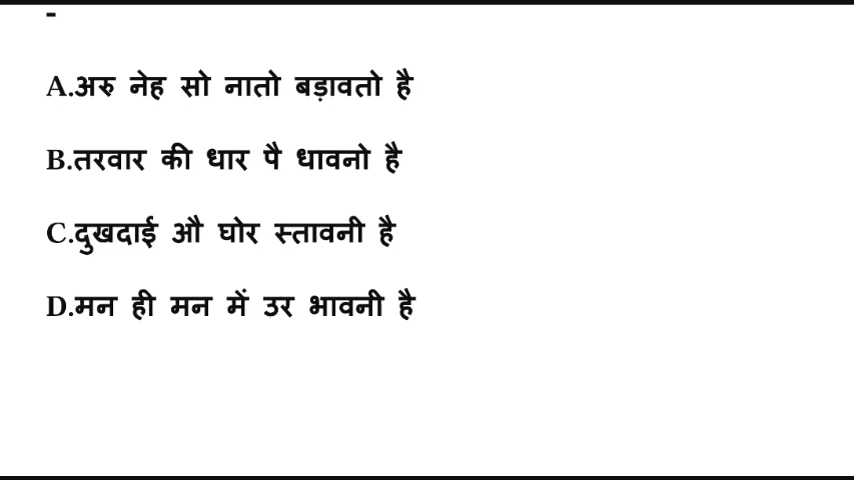 -
A.अरु नेह सो नातो बड़ावतो है
B.तरवार की धार पै धावनो है
C.दुखदाई औ घोर स्तावनी है
D.मन ही मन में उर भावनी है